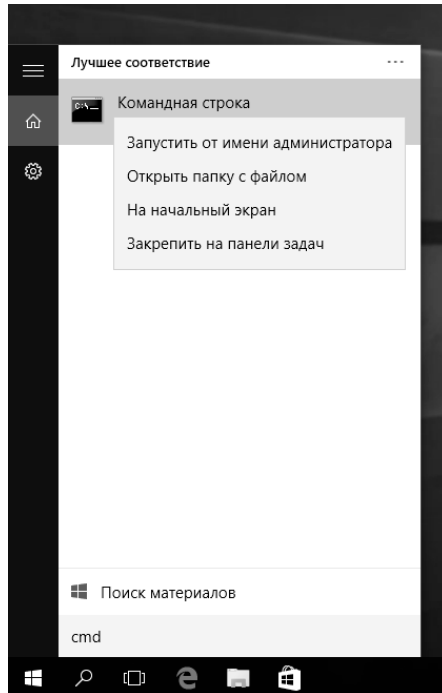 Лучшее соответствие
Командная строка
Запустить от имени администратора
Открыть папку с файлом
На начальный экран
Закрепить на панели задач
Поиск материалов
cmd